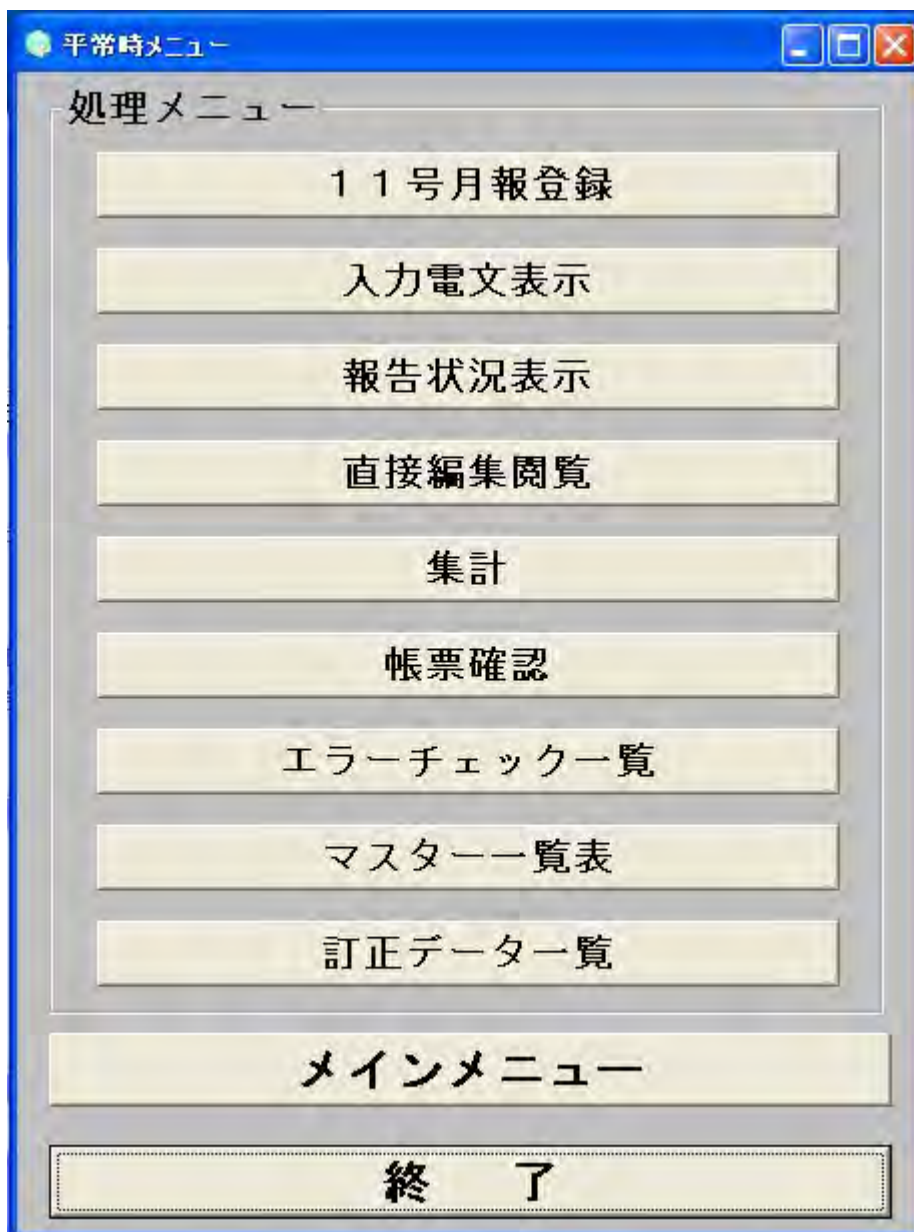 平常時メニュー
処理メニュー
１１号月報登録
入力電文表示
報告状況表示
直接編集閲覧
集計
帳票確認
エラーチェック一覧
マスター一覧表
訂正データ一覧
メインメニュー
終　了